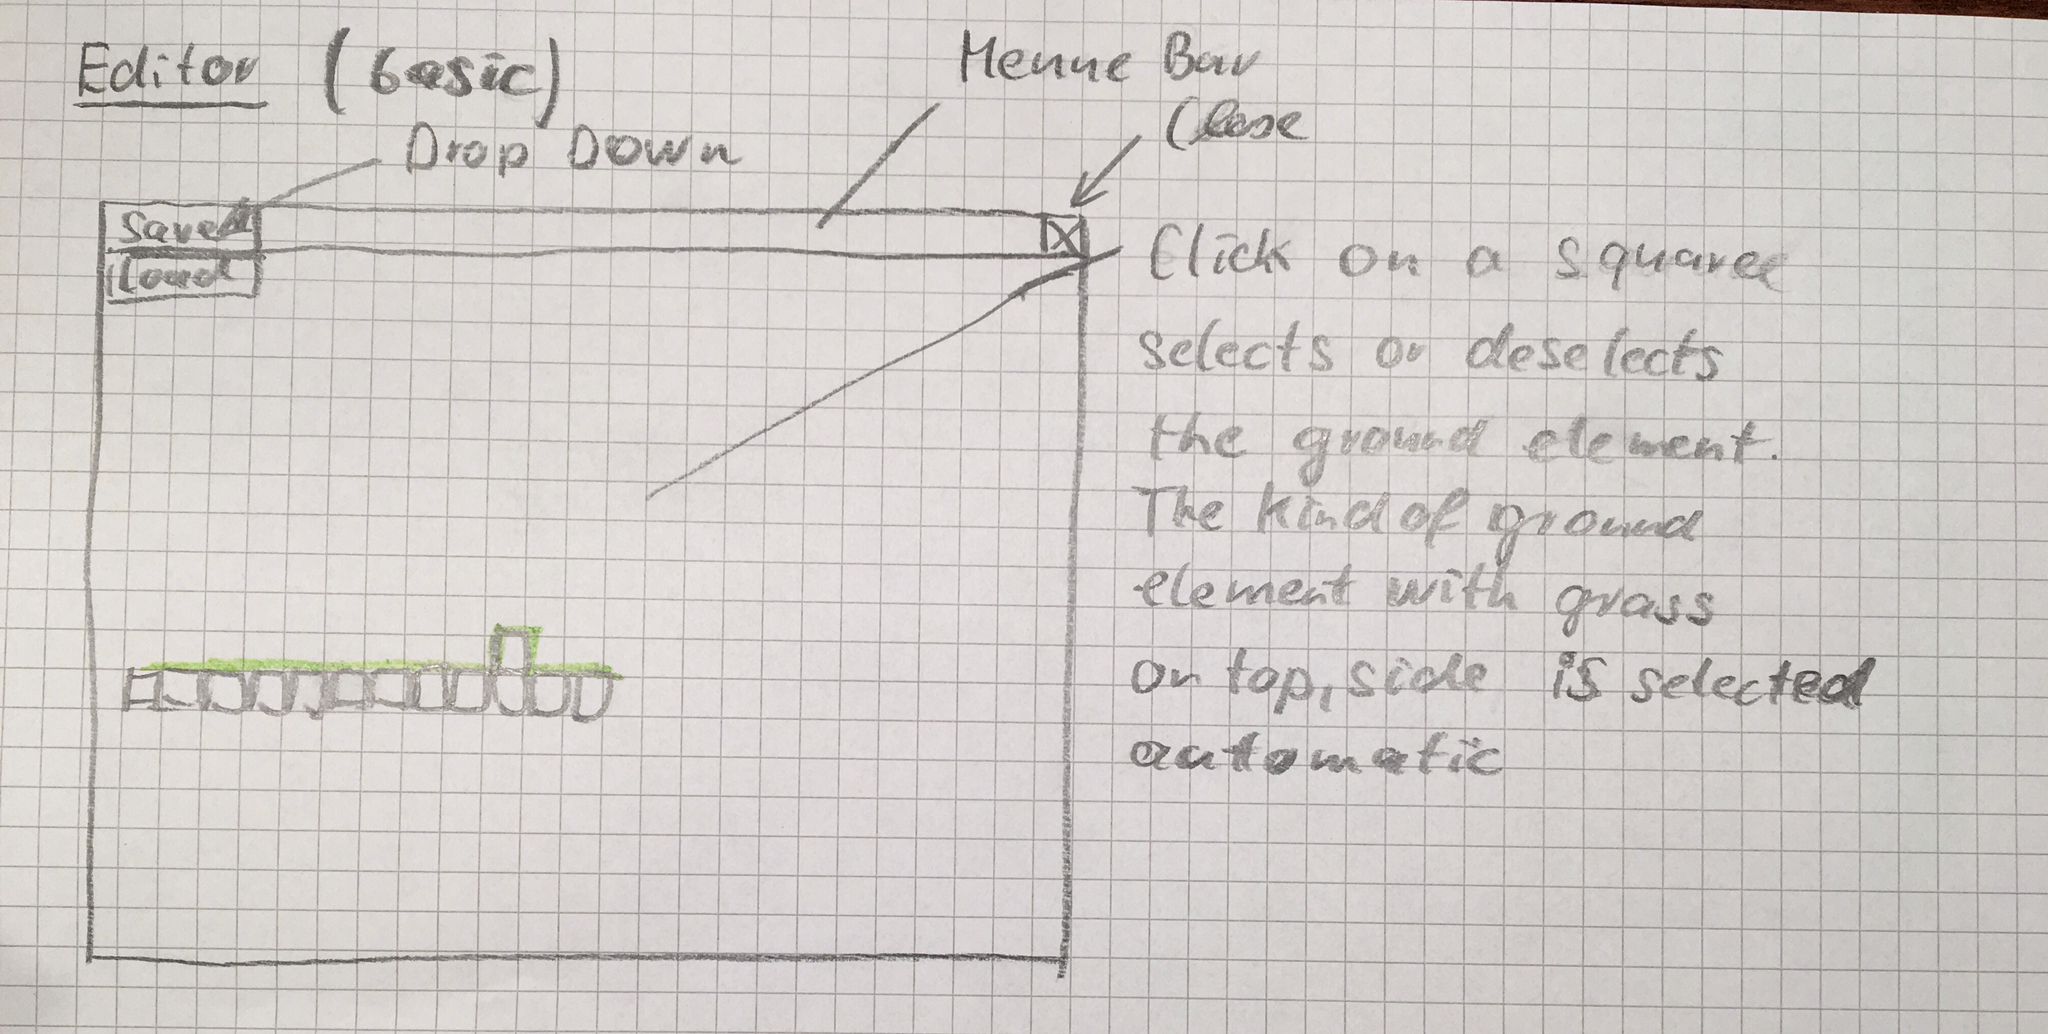 Editor (basic)
Menue Bar
Close
Drop Down
Save
Load
Click on a squaree
selects or deselects
the ground element.
The kind of ground
element with grass
on top, side is selected
automatic